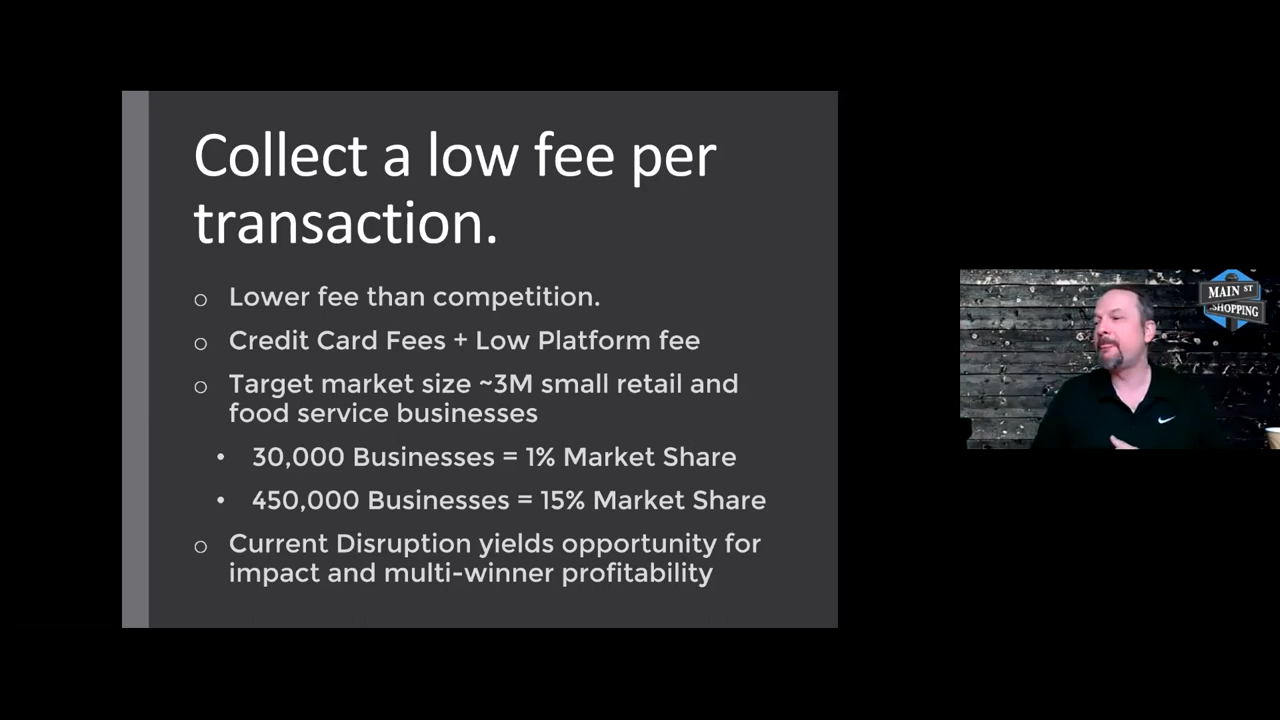 Collect a low fee per
transaction.
o Lower fee than competition.
o Credit Card Fees + Low Platform fee
o Target market size ~3M small retail and
food service businesses
• 30,000 Businesses = 1% Market Share
• 450,000 Businesses = 15% Market Share
o Current Disruption yields opportunity for
impact and multi-winner profitability
MAIN ST
SHOPPING